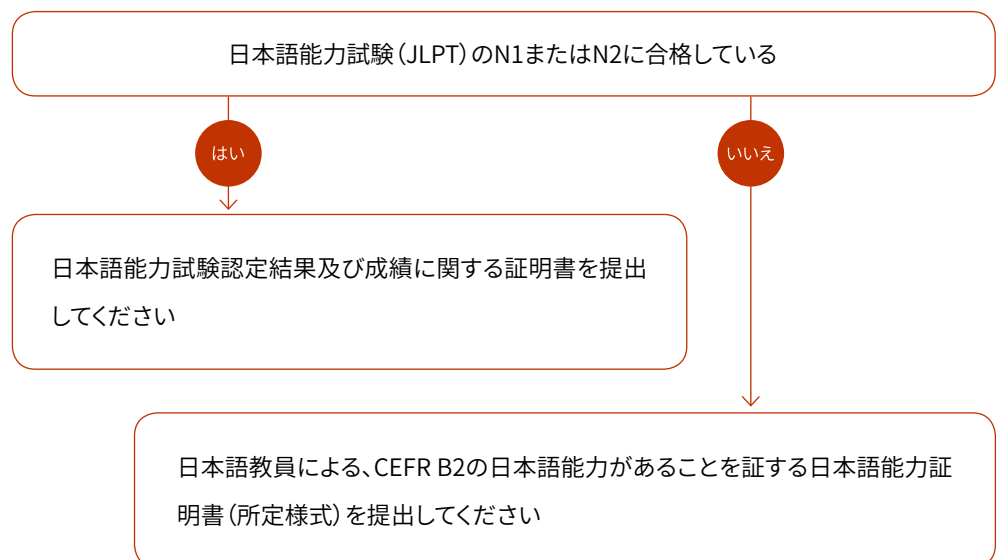 日本語能力試験(JLPT)のN1またはN2に合格している
はい
いいえ
日本語能力試験認定結果及び成績に関する証明書を提出
してください
日本語教員による、CEFR B2の日本語能力があることを証する日本語能力証
明書(所定様式)を提出してください